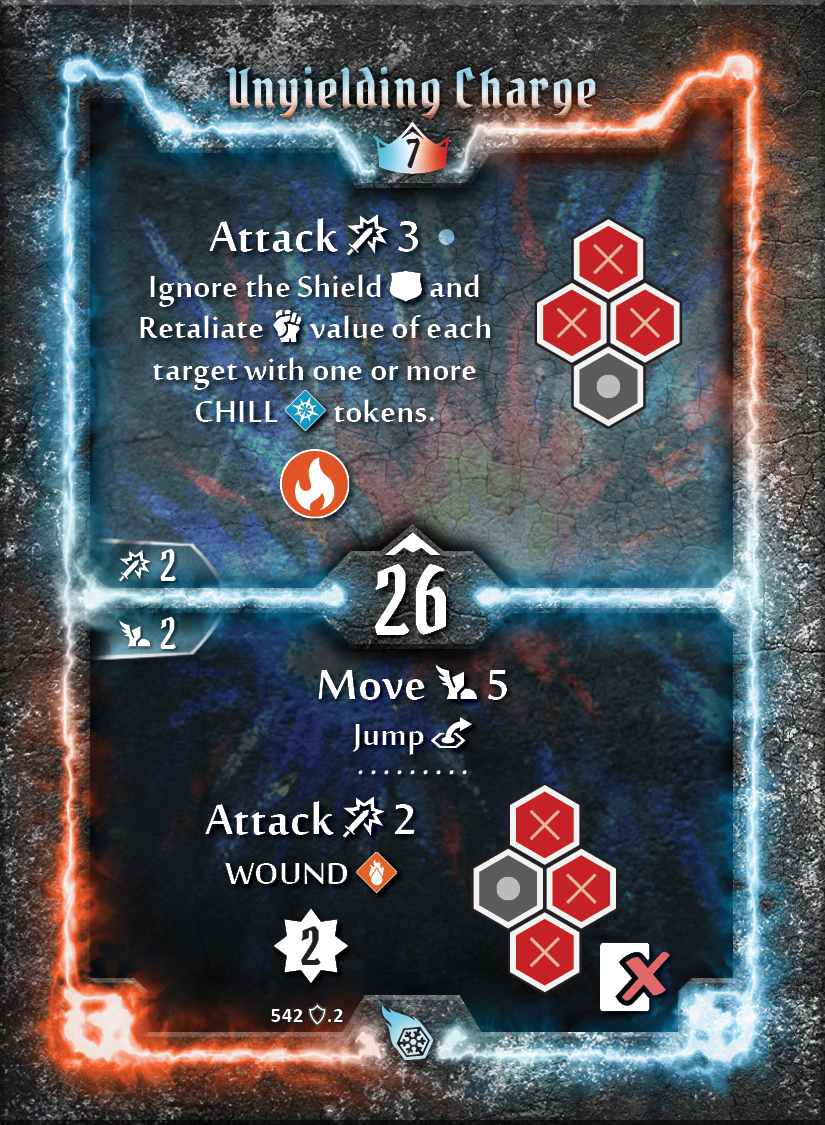 Unyielding Charge
7
Attack 3
Ignore the Shield and
Retaliate value of each
target with one or more
CHILL tokens.
2
26
2
Move 5
Jump
Attack 2
WOUND
2
542 .2